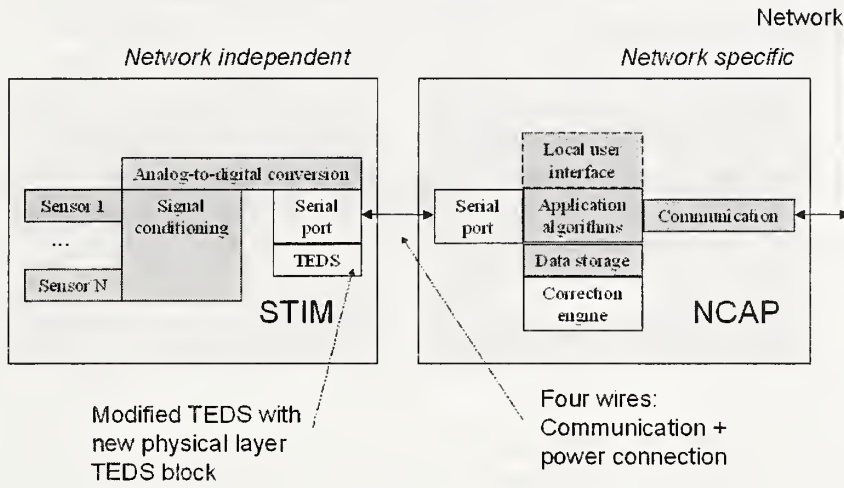 Network
Network independent
Network specific
Analog-to-digital conversion
Sensor 1
...
Sensor N
Signal
conditioning
Serial
port
TEDS
STIM
Serial
port
Local user
interface
Application
algorithms
Data storage
Correction
engine
Communication
NCAP
Modified TEDS with
new physical layer
TEDS block
Four wires:
Communication +
power connection